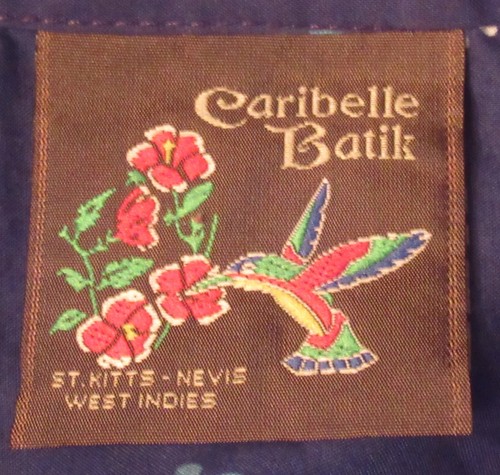 Caribelle
Batik
ST. KITTS - NEVIS
WEST INDIES